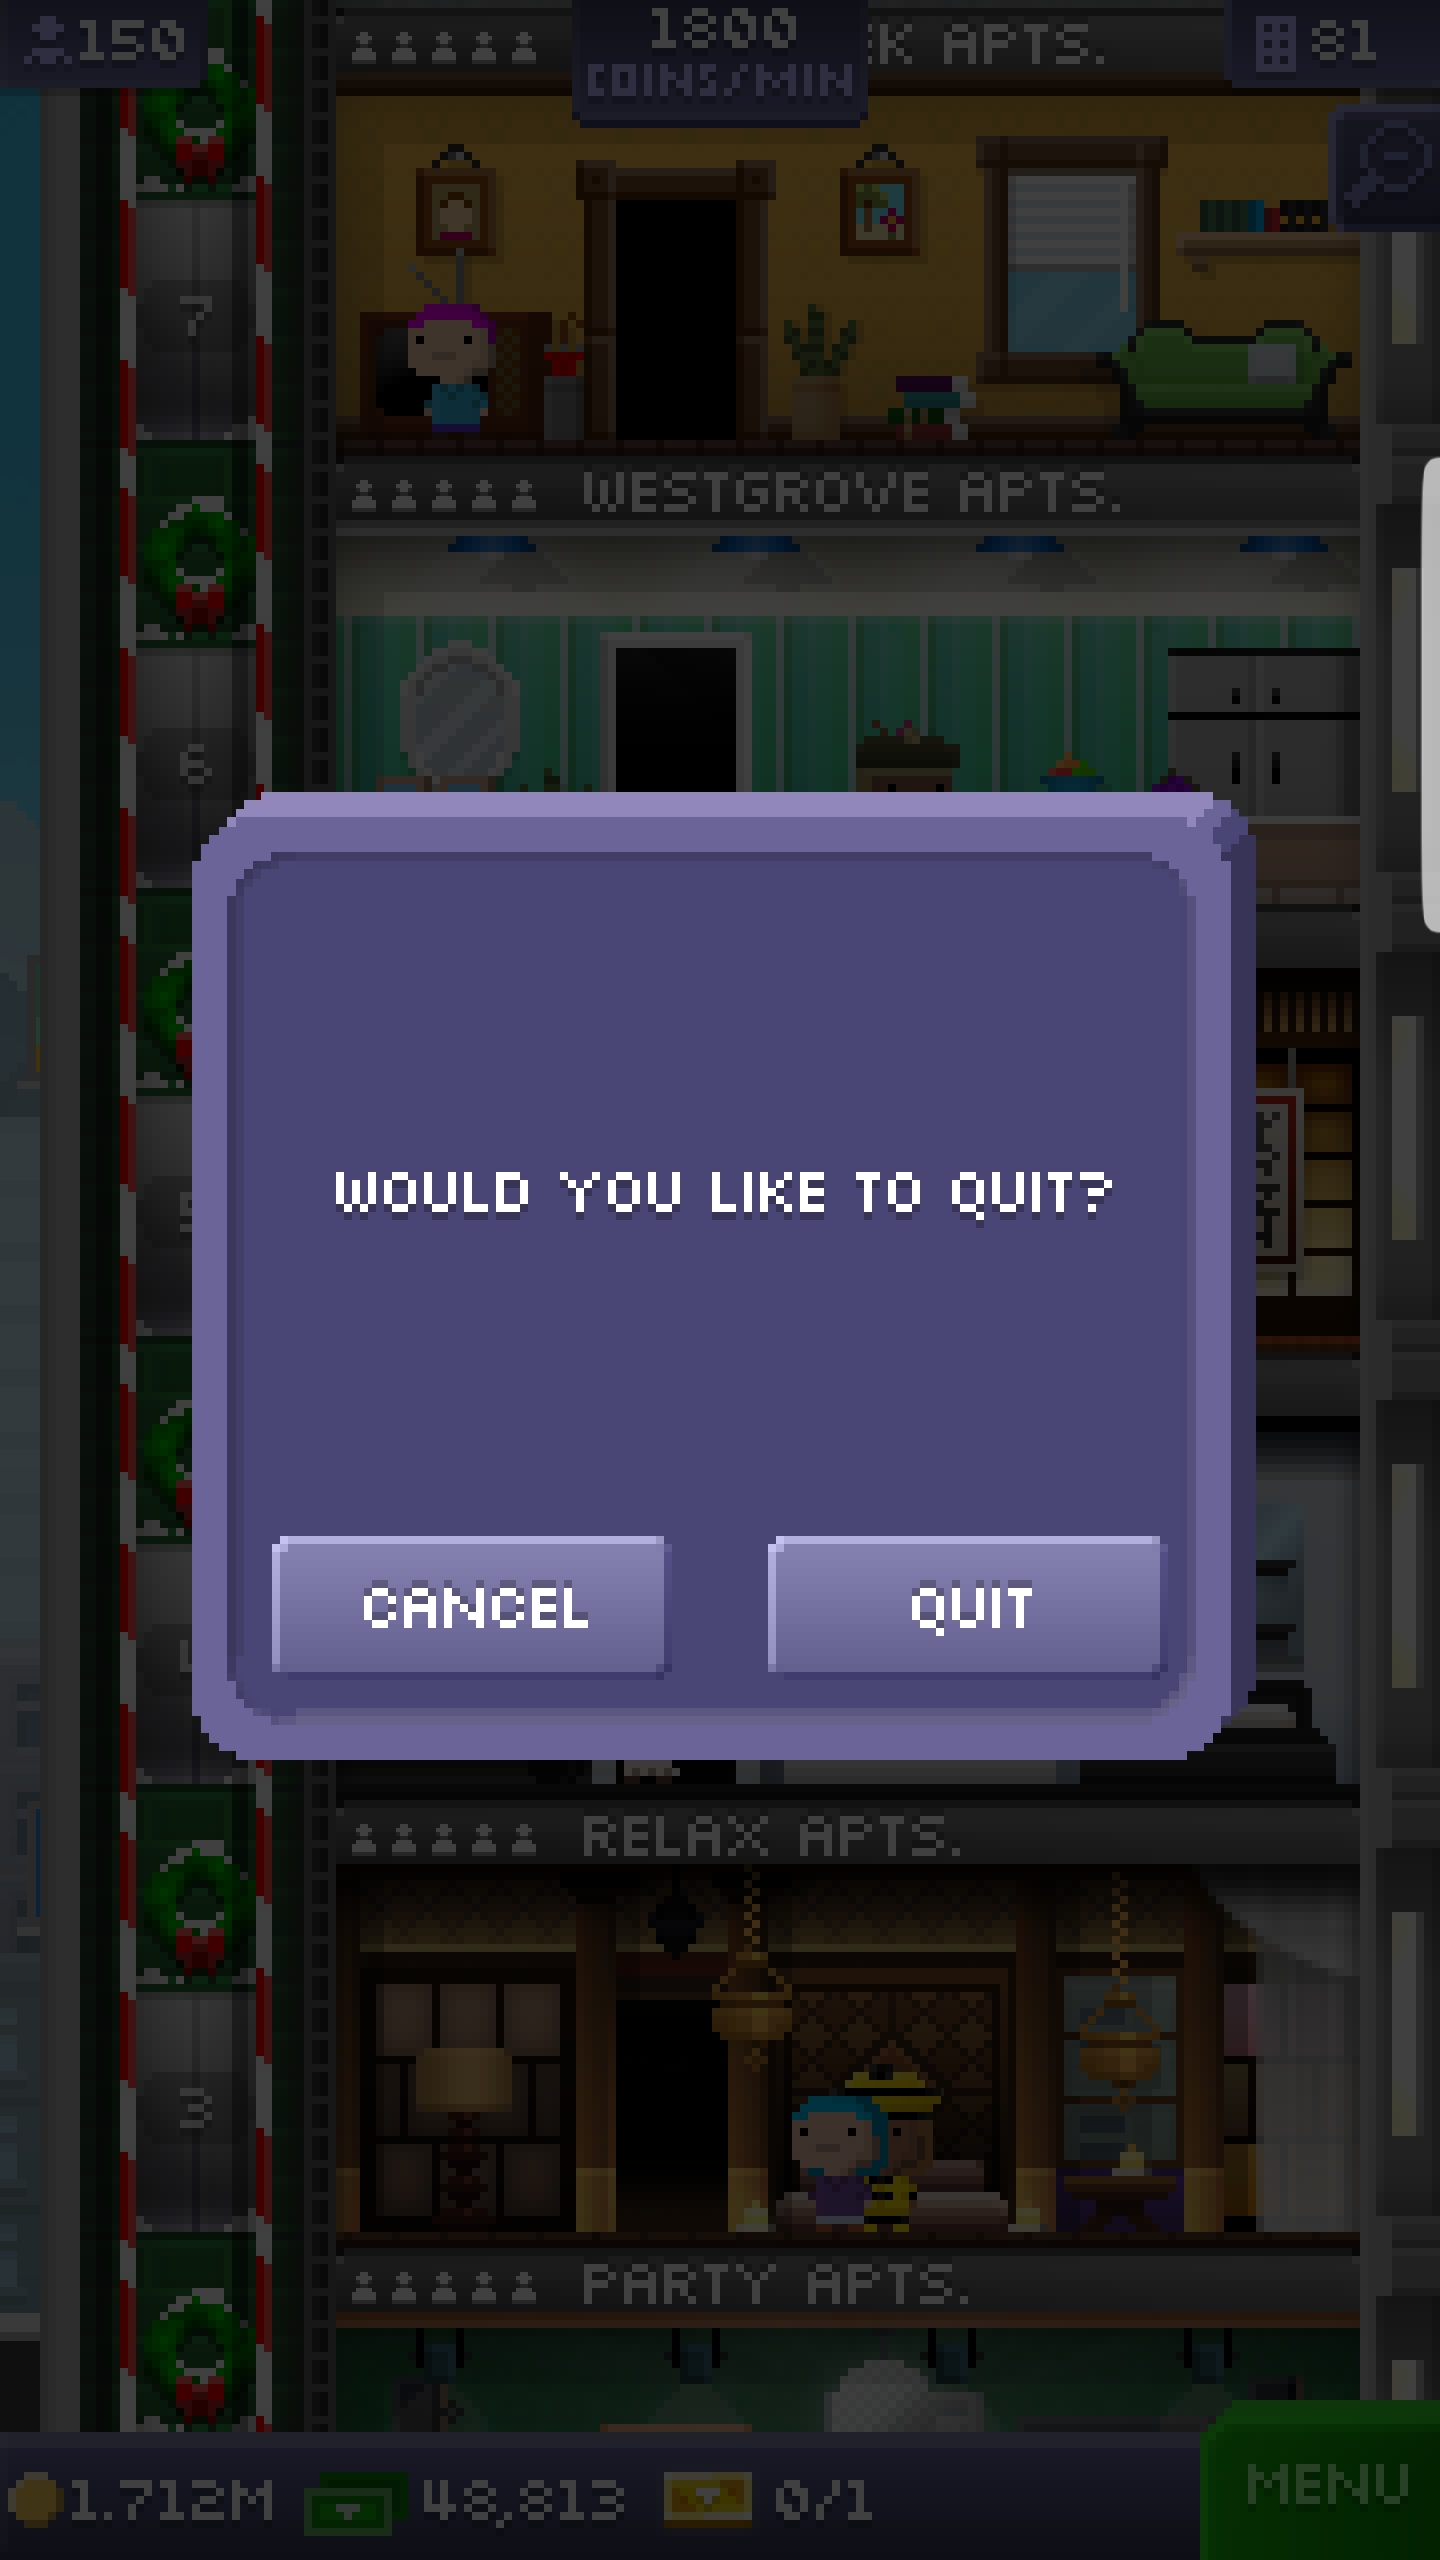 150
1800
COINS/MIN
K APTS.
81
7
WESTGROVE APTS.
6
WOULD YOU LIKE TO QUIT?
CANCEL
QUIT
RELAX APTS.
3
PARTY APTS.
1.712M
48,813
0/1
MENU